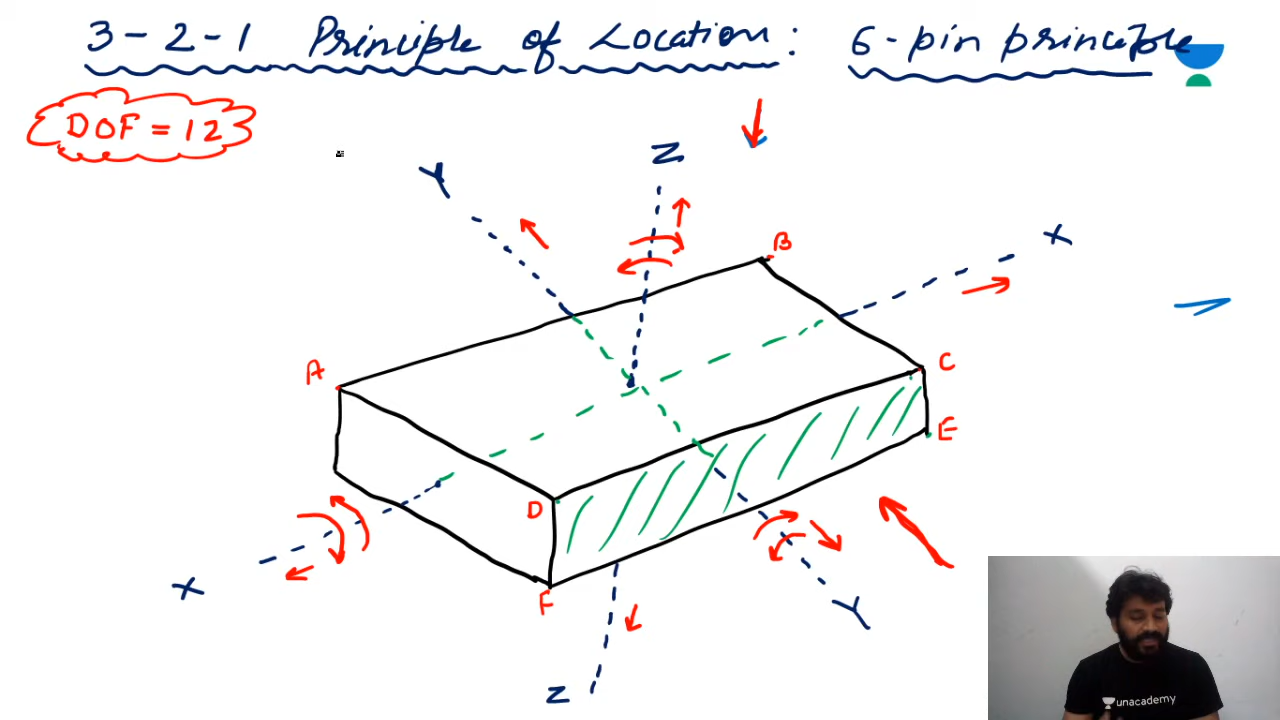 3-2-1 Principle of Location: 6-pin principle
DOF = 12
Z
Y
X
B
A
C
E
D
F
X
Y
Z
unacademy